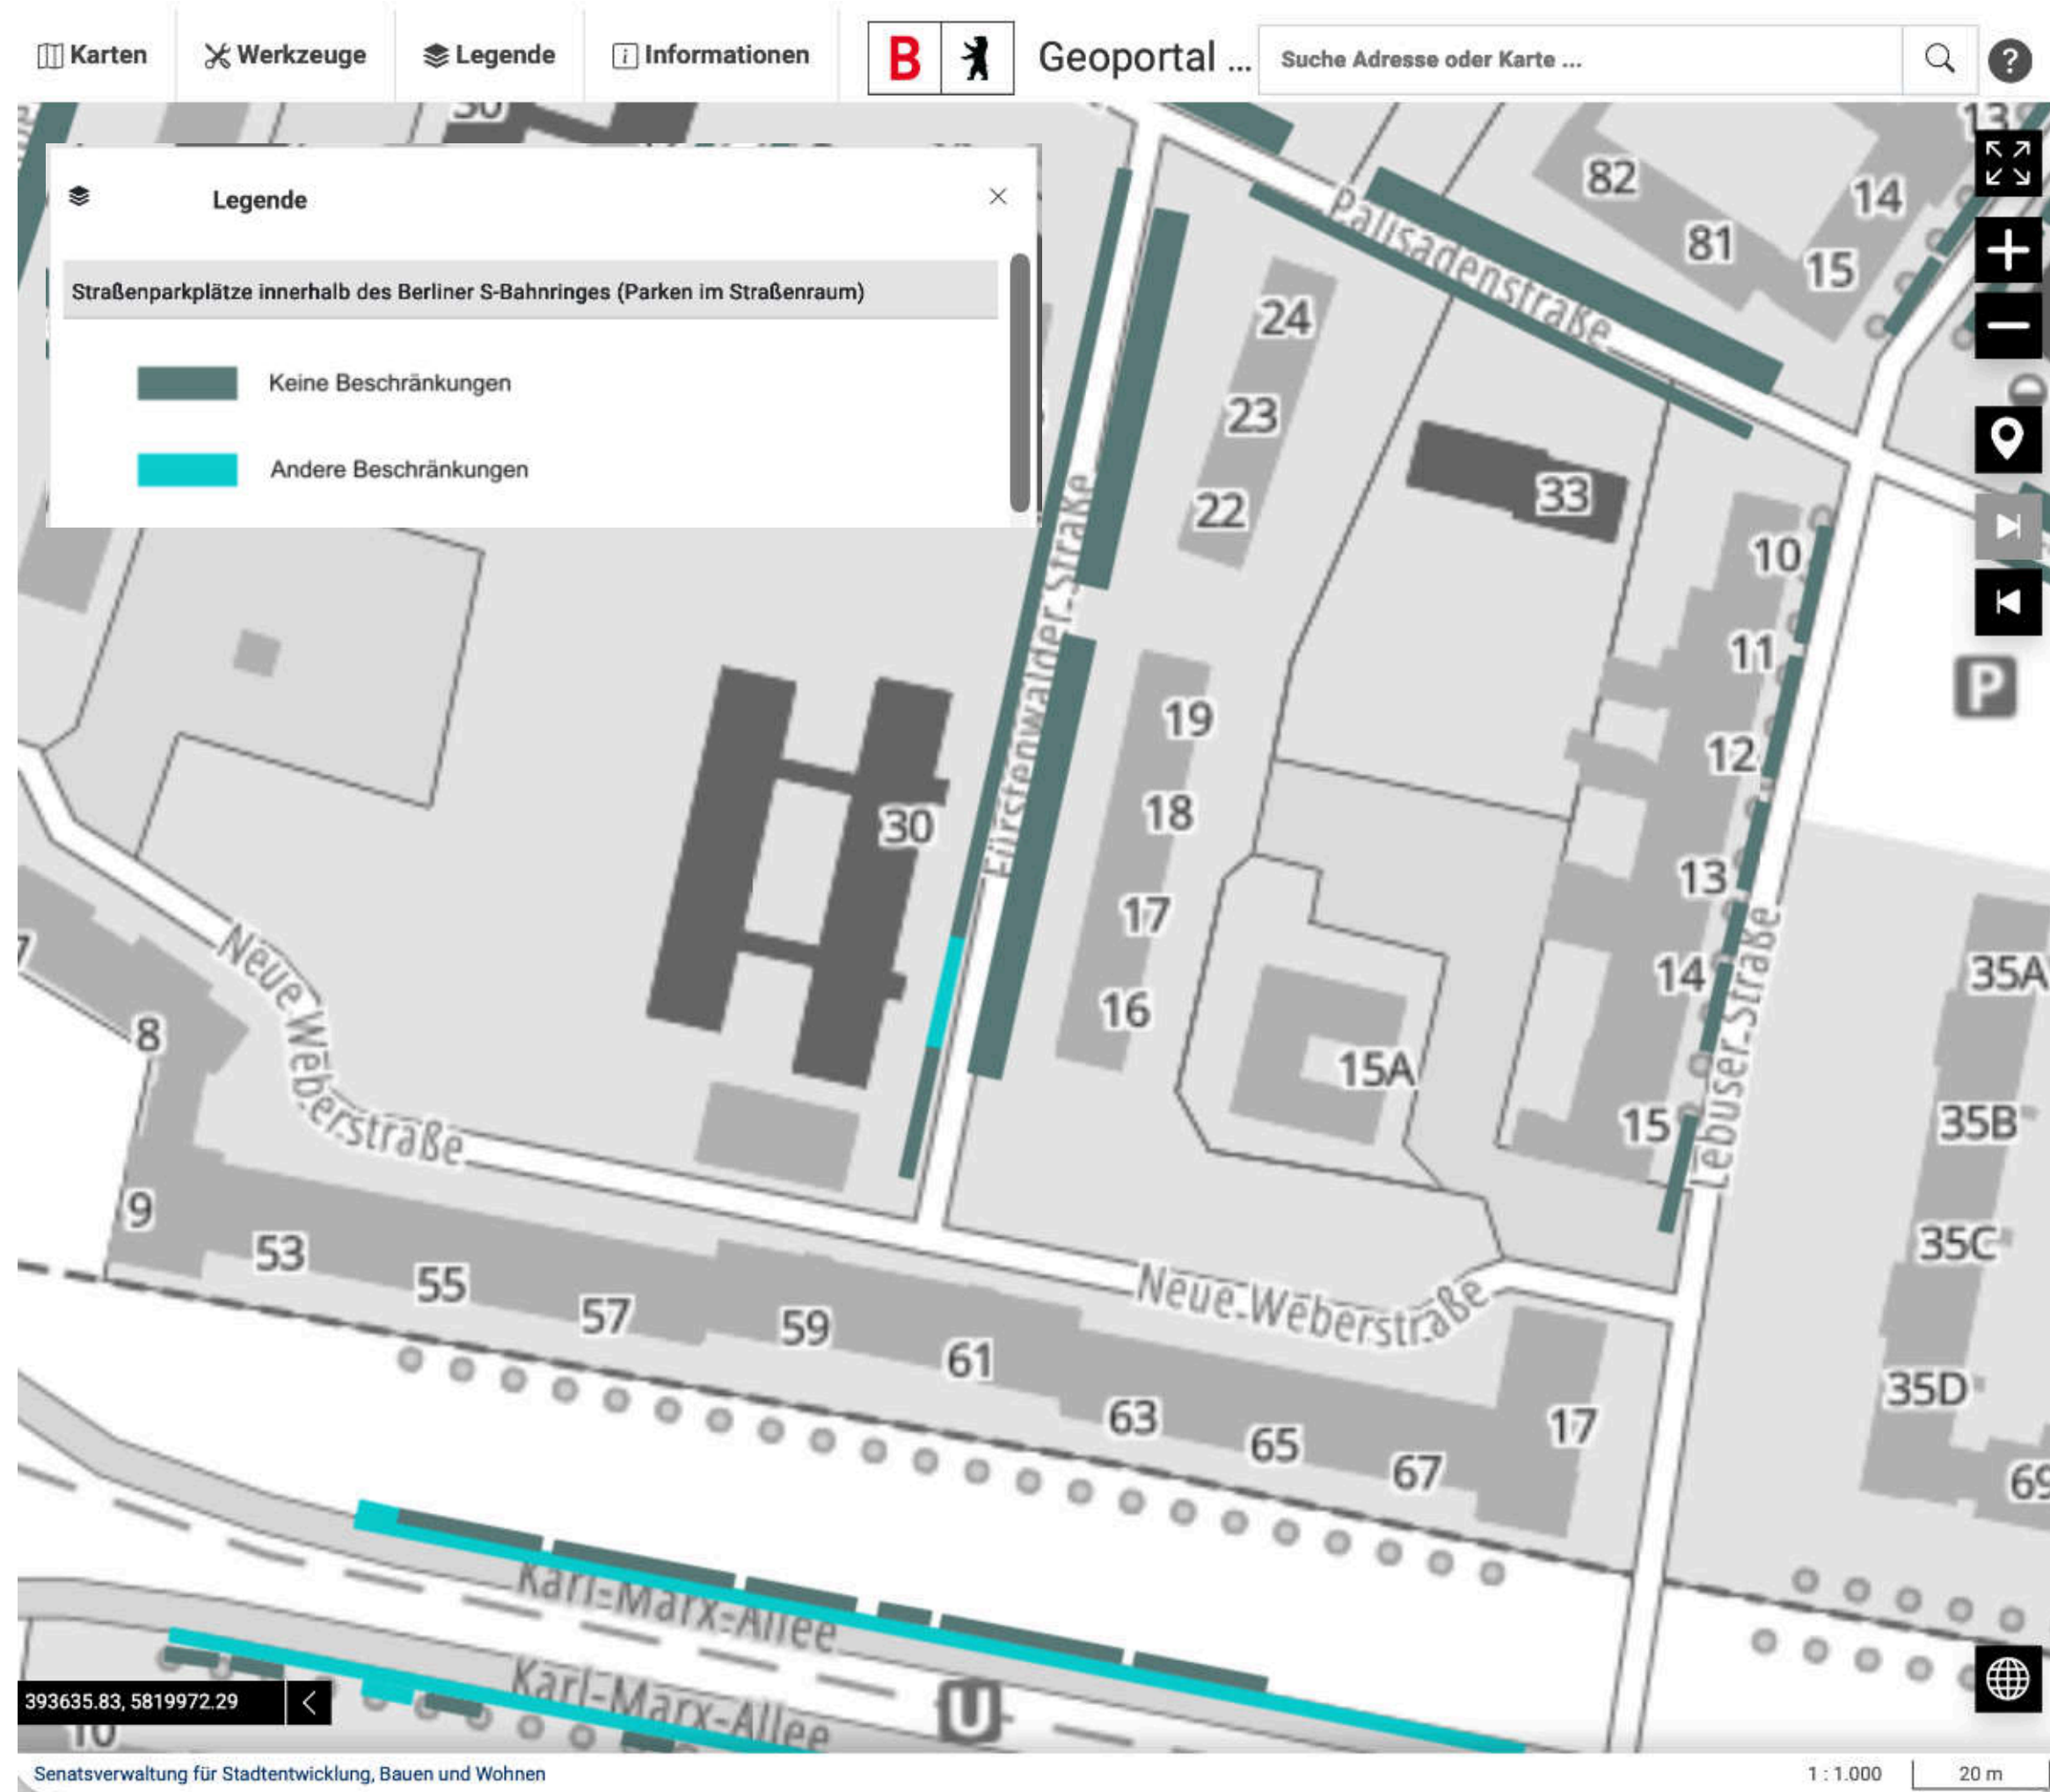 Karten
Werkzeuge
Legende
Informationen
B
Geoportal ...
Suche Adresse oder Karte ...
?
Legende
Straßenparkplätze innerhalb des Berliner S-Bahnringes (Parken im Straßenraum)
Keine Beschränkungen
Andere Beschränkungen
82
81
14
15
13
Palisadenstraße
24
23
22
33
10
11
P
Fürstenwalder Straße
19
18
17
16
30
12
13
14
15
15A
Lebuser Straße
35A
35B
35C
35D
69
Neue Weberstraße
8
9
53
55
57
59
61
63
65
67
17
Neue Weberstraße
Karl-Marx-Allee
Karl-Marx-Allee
U
393635.83, 5819972.29
10
Senatsverwaltung für Stadtentwicklung, Bauen und Wohnen
1 : 1.000
20 m